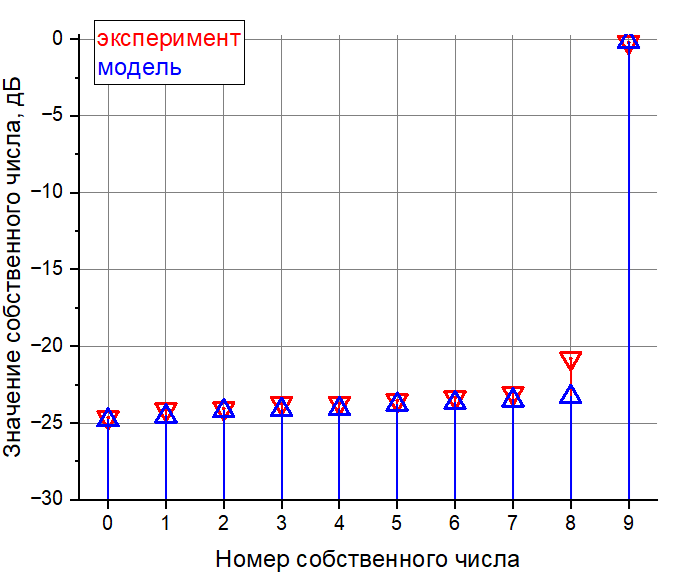 эксперимент
модель
Значение собственного числа, дБ
0
−5
−10
−15
−20
−25
−30
0 1 2 3 4 5 6 7 8 9
Номер собственного числа